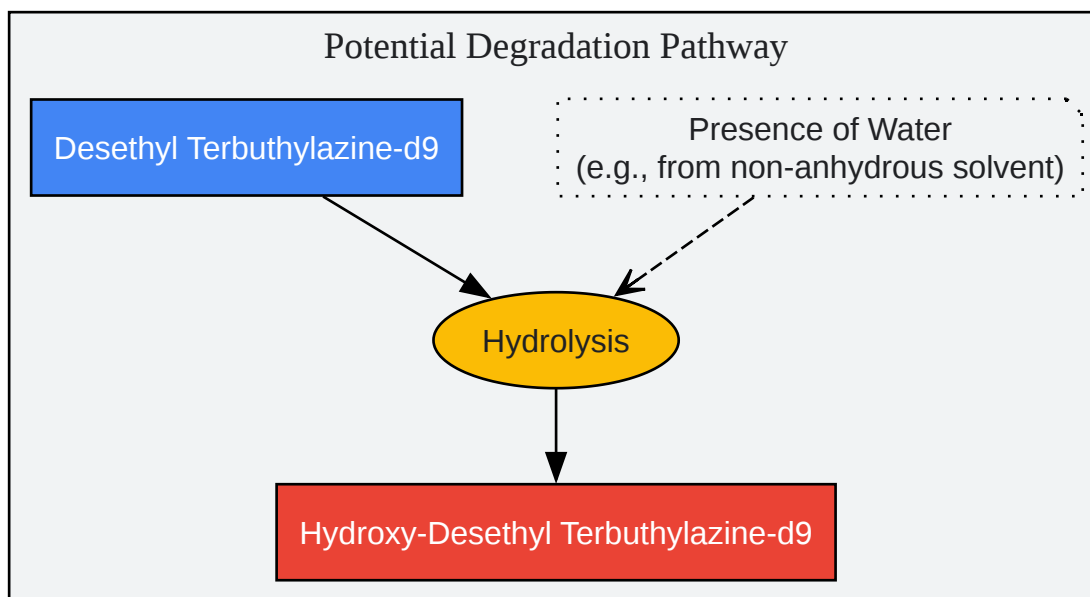 Potential Degradation Pathway
Desethyl Terbuthylazine-d9
Presence of Water
(e.g., from non-anhydrous solvent)
Hydrolysis
Hydroxy-Desethyl Terbuthylazine-d9